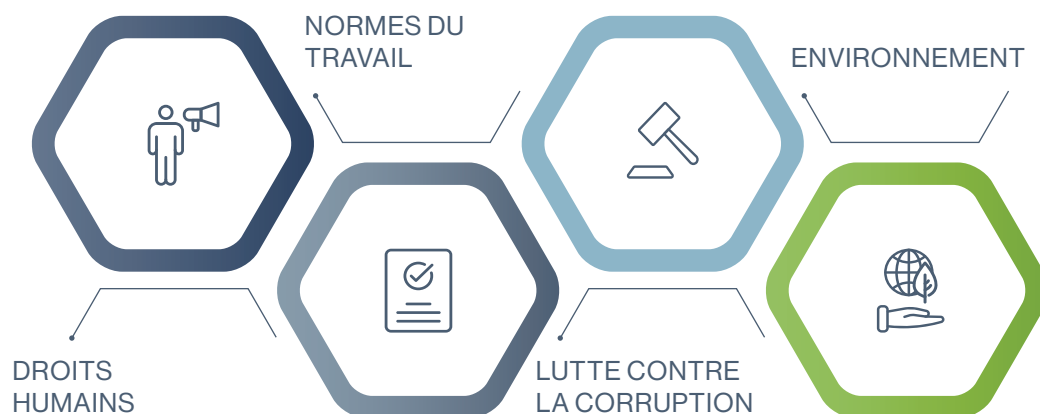 NORMES DU
TRAVAIL
ENVIRONNEMENT
DROITS
HUMAINS
LUTTE CONTRE
LA CORRUPTION